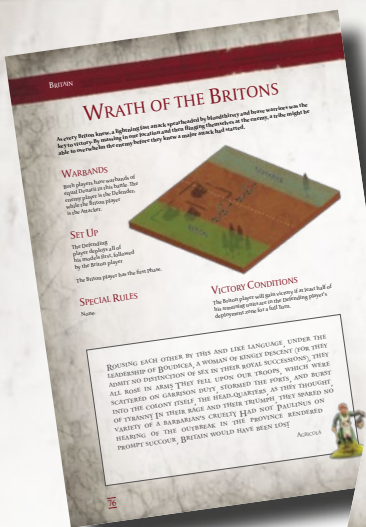 BRITAIN
WRATH OF THE BRITONS
As every Briton knew, a lightning fast attack spearheaded by bloodthirsty and brave warriors was the
key to victory. By massing in one location and then flinging themselves at the enemy, a tribe might be
able to overwhelm the enemy before they knew a major attack had started.
WARBANDS
Both players have warbands of
equal Denarii in this battle. The
enemy player is the Defender,
while the Briton player
is the Attacker.
SET UP
The Defending
player deploys all of
his models first, followed
by the Briton player
The Briton player has the first Phase.
SPECIAL RULES
None.
VICTORY CONDITIONS
The Briton player will gain victory if at least half of
his
units are in the Defending player's
deployment zone for a full Turn.
ROUSING EACH OTHER BY THIS AND LIKE LANGUAGE, UNDER THE
LEADERSHIP OF BOUDICEA, A WOMAN OF KINGLY DESCENT (FOR THEY
ADMIT NO DISTINCTION OF SEX IN THEIR ROYAL SUCCESSIONS), THEY
ALL ROSE IN ARMS. THEY FELL UPON OUR TROOPS, WHICH WERE
SCATTERED ON GARRISON DUTY, STORMED THE FORTS, AND BURST
INTO THE COLONY ITSELF, THE HEAD-QUARTERS, AS THEY THOUGHT,
OF TYRANNY. IN THEIR RAGE AND THEIR TRIUMPH, THEY SPARED NO
VARIETY OF A BARBARIAN'S CRUELTY. HAD NOT PAULINUS ON
HEARING OF THE OUTBREAK IN THE PROVINCE RENDERED
PROMPT SUCCOUR, BRITAIN WOULD HAVE BEEN LOST.
AGRICOLA
76